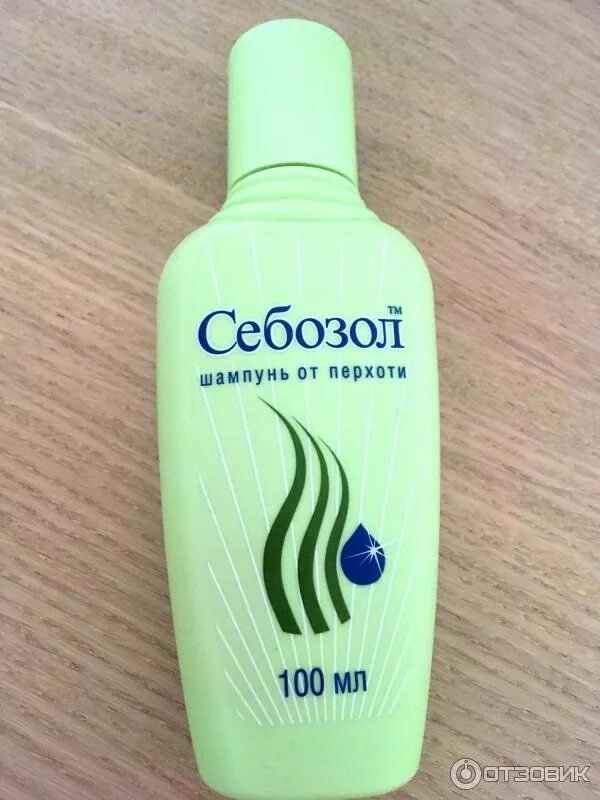 Себозол™
шампунь от перхоти
100 мл
ОТЗОВИК